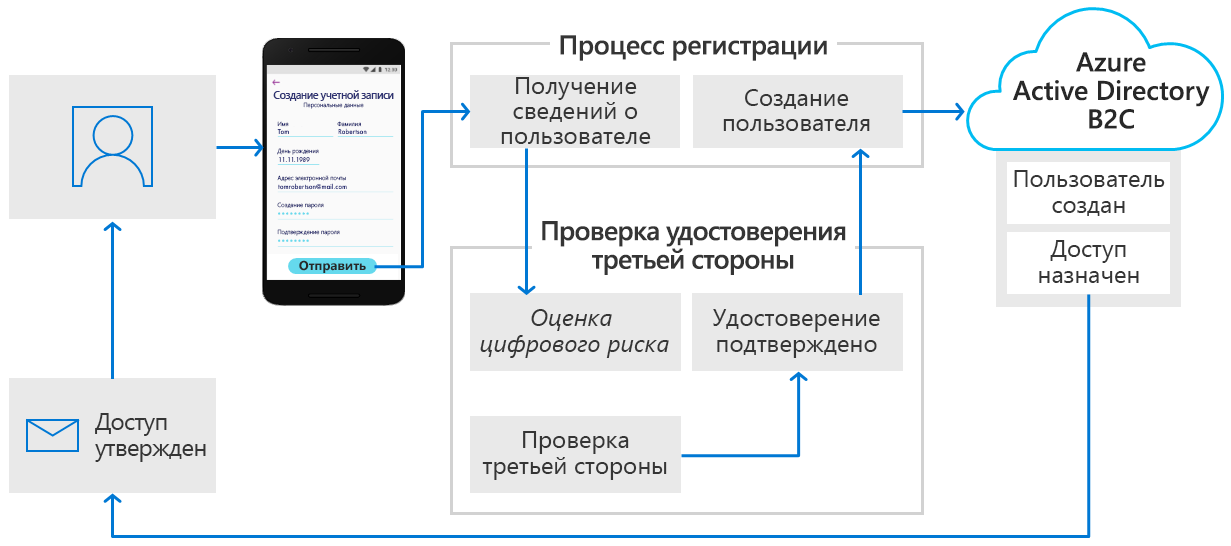 Процесс регистрации
Получение
сведений о
пользователе
Создание
пользователя
Azure
Active Directory
B2C
Пользователь
создан
Доступ
назначен
12:00
Создание учетной записи
Персональные данные
Имя
Фамилия
Tom
Robertson
День рождения
11.11.1989
Адрес электронной почты
tomrobertson@mail.com
Создание пароля
Подтверждение пароля
Отправить
Проверка удостоверения
третьей стороны
Оценка
цифрового риска
Удостоверение
подтверждено
Проверка
третьей стороны
Доступ
утвержден